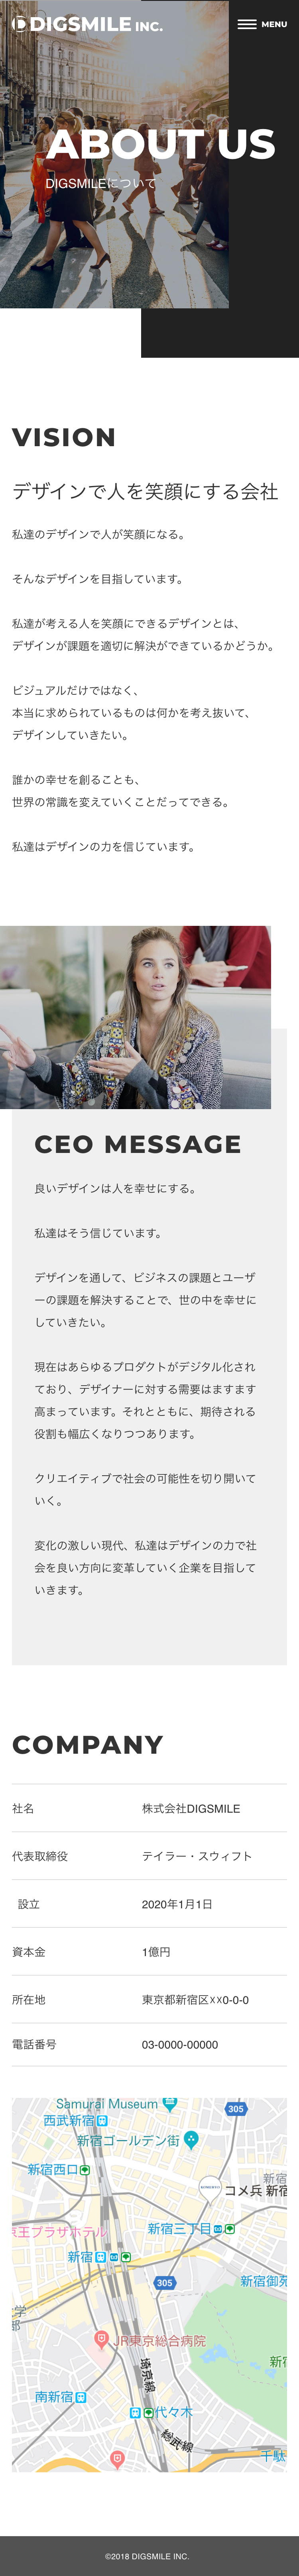 DIGSMILE INC.
MENU
ABOUT US
DIGSMILEについて
VISION
デザインで人を笑顔にする会社
私達のデザインで人が笑顔になる。
そんなデザインを目指しています。
私達が考える人を笑顔にできるデザインとは、
デザインが課題を適切に解決ができているかどうか。
ビジュアルだけではなく、
本当に求められているものは何かを考え抜いて、
デザインしていきたい。
誰かの幸せを創ることも、
世界の常識を変えていくことだってできる。
私達はデザインの力を信じています。
CEO MESSAGE
良いデザインは人を幸せにする。
私達はそう信じています。
デザインを通して、ビジネスの課題とユーザ
ーの課題を解決することで、世の中を幸せに
していきたい。
現在はあらゆるプロダクトがデジタル化され
ており、デザイナーに対する需要はますます
高まっています。それとともに、期待される
役割も幅広くなりつつあります。
クリエイティブで社会の可能性を切り開いて
いく。
変化の激しい現代、私達はデザインの力で社
会を良い方向に変革していく企業を目指して
いきます。
COMPANY
社名 株式会社DIGSMILE
代表取締役 テイラー・スウィフト
設立 2020年1月1日
資本金 1億円
所在地 東京都新宿区☓☓0-0-0
電話番号 03-0000-00000
Samurai Museum
305
西武新宿
新宿ゴールデン街
新宿西口
新宿
コメ兵 新宿
京王プラザホテル
新宿三丁目
新宿
305
新宿御苑
学
部
JR東京総合病院
埼京線
新宿
南新宿
代々木
総武線
千駄
©2018 DIGSMILE INC.